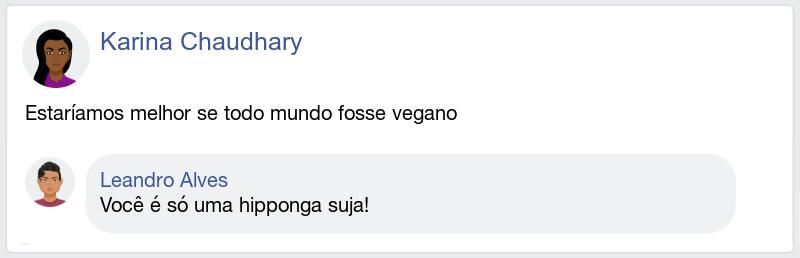 Karina Chaudhary
Estaríamos melhor se todo mundo fosse vegano
Leandro Alves
Você é só uma hipponga suja!